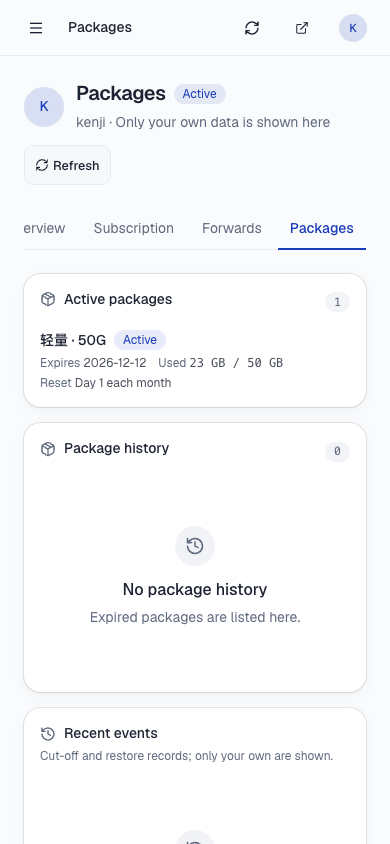 Packages
K
K
Packages Active
kenji · Only your own data is shown here
Refresh
erview Subscription Forwards Packages
Active packages 1
轻量 · 50G Active
Expires 2026-12-12 Used 23 GB / 50 GB
Reset Day 1 each month
Package history 0
No package history
Expired packages are listed here.
Recent events
Cut-off and restore records; only your own are shown.